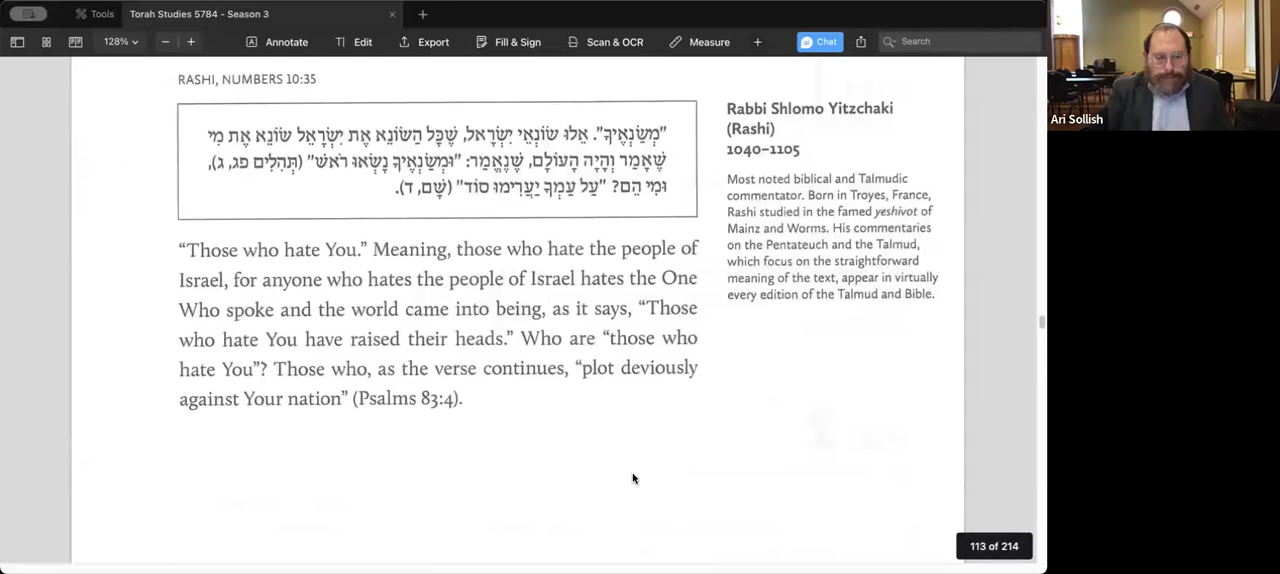 Tools
Torah Studies 5784 - Season 3
128%
Annotate
Edit
Export
Fill & Sign
Scan & OCR
Measure
Chat
Search
Ari Sollish
RASHI, NUMBERS 10:35
"מְשַׂנְאֶיךָ". אֵלּוּ שׂוֹנְאֵי יִשְׂרָאֵל, שֶׁכָּל הַשּׂוֹנֵא אֶת יִשְׂרָאֵל שׂוֹנֵא אֶת מִי
שֶׁאָמַר וְהָיָה הָעוֹלָם, שֶׁנֶּאֱמַר: "וּמְשַׂנְאֶיךָ נָשְׂאוּ רֹאשׁ" (תְּהִלִּים פג, ג),
וּמִי הֵם? "עַל עַמְּךָ יַעֲרִימוּ סוֹד" (שָׁם, ד).
"Those who hate You." Meaning, those who hate the people of
Israel, for anyone who hates the people of Israel hates the One
Who spoke and the world came into being, as it says, "Those
who hate You have raised their heads." Who are "those who
hate You"? Those who, as the verse continues, "plot deviously
against Your nation" (Psalms 83:4).
Rabbi Shlomo Yitzchaki
(Rashi)
1040–1105
Most noted biblical and Talmudic
commentator. Born in Troyes, France,
Rashi studied in the famed yeshivot of
Mainz and Worms. His commentaries
on the Pentateuch and the Talmud,
which focus on the straightforward
meaning of the text, appear in virtually
every edition of the Talmud and Bible.
113 of 214